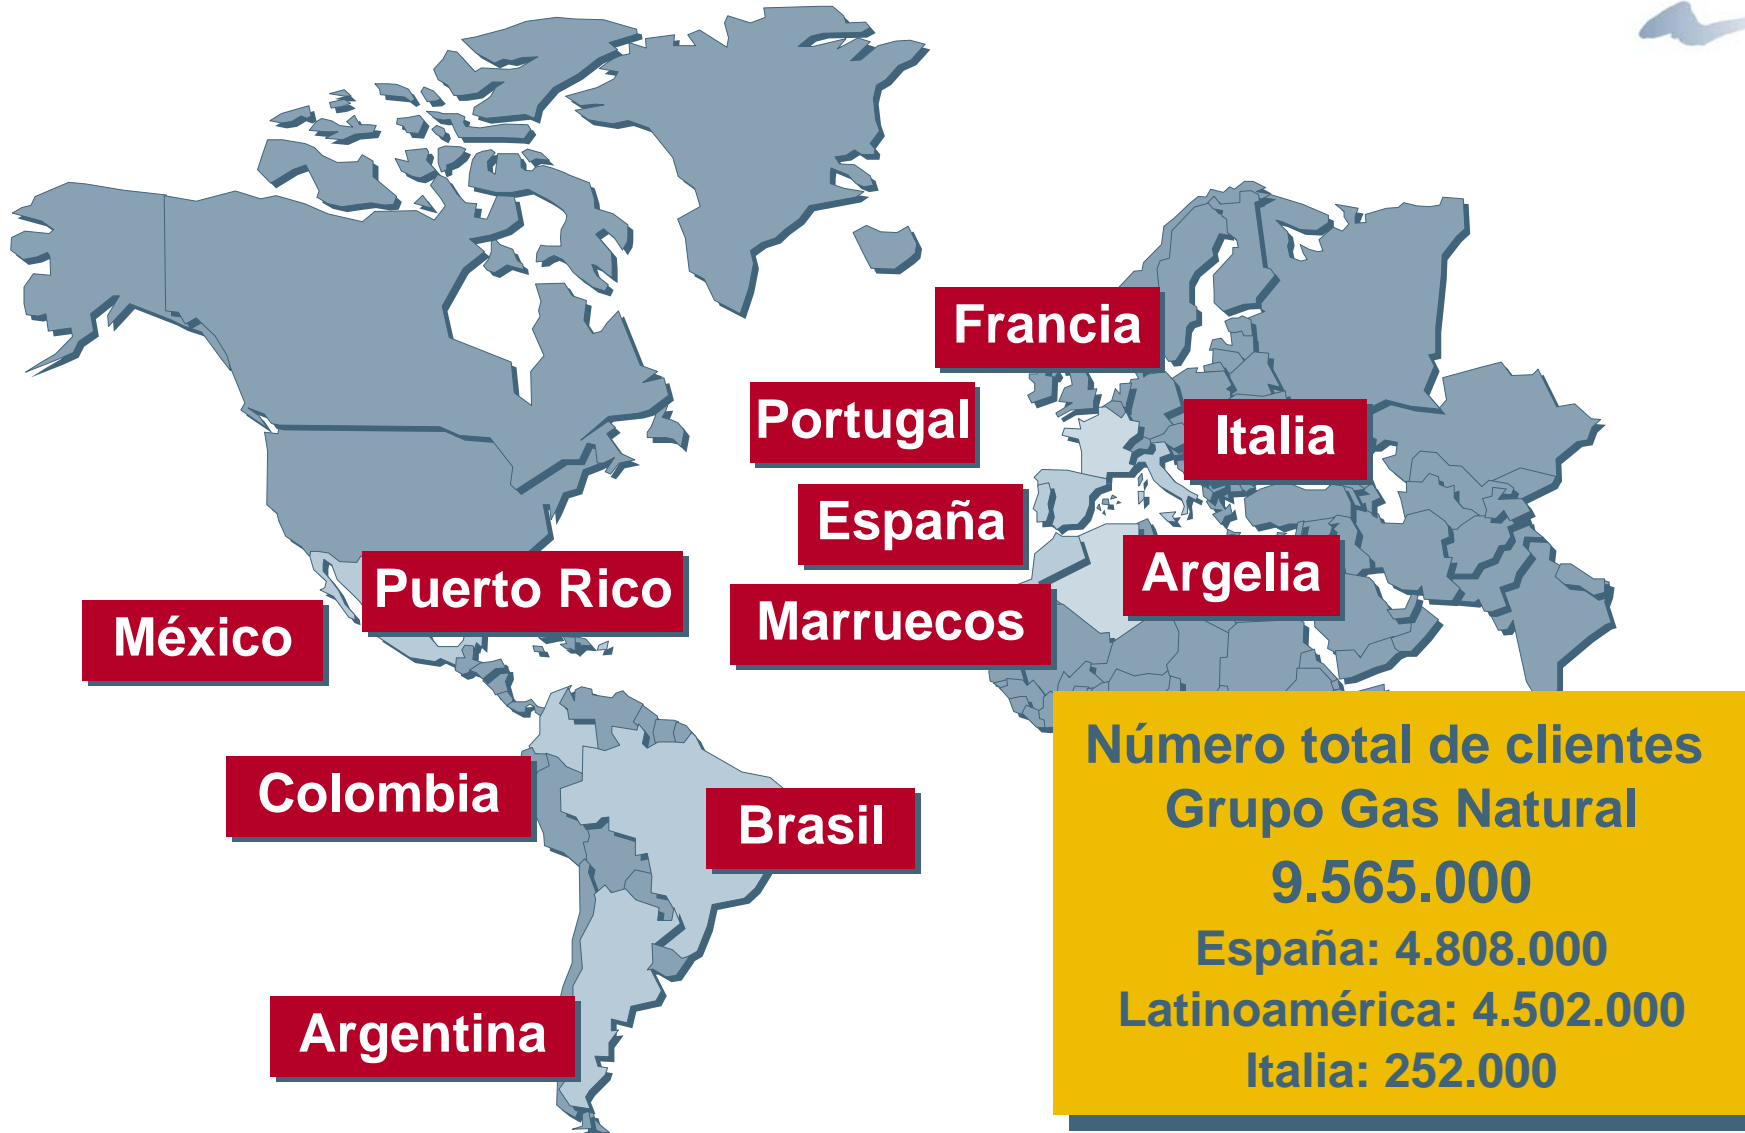 Francia
Portugal
Italia
España
Argelia
Puerto Rico
México
Marruecos
Colombia
Brasil
Argentina
Número total de clientes
Grupo Gas Natural
9.565.000
España: 4.808.000
Latinoamérica: 4.502.000
Italia: 252.000